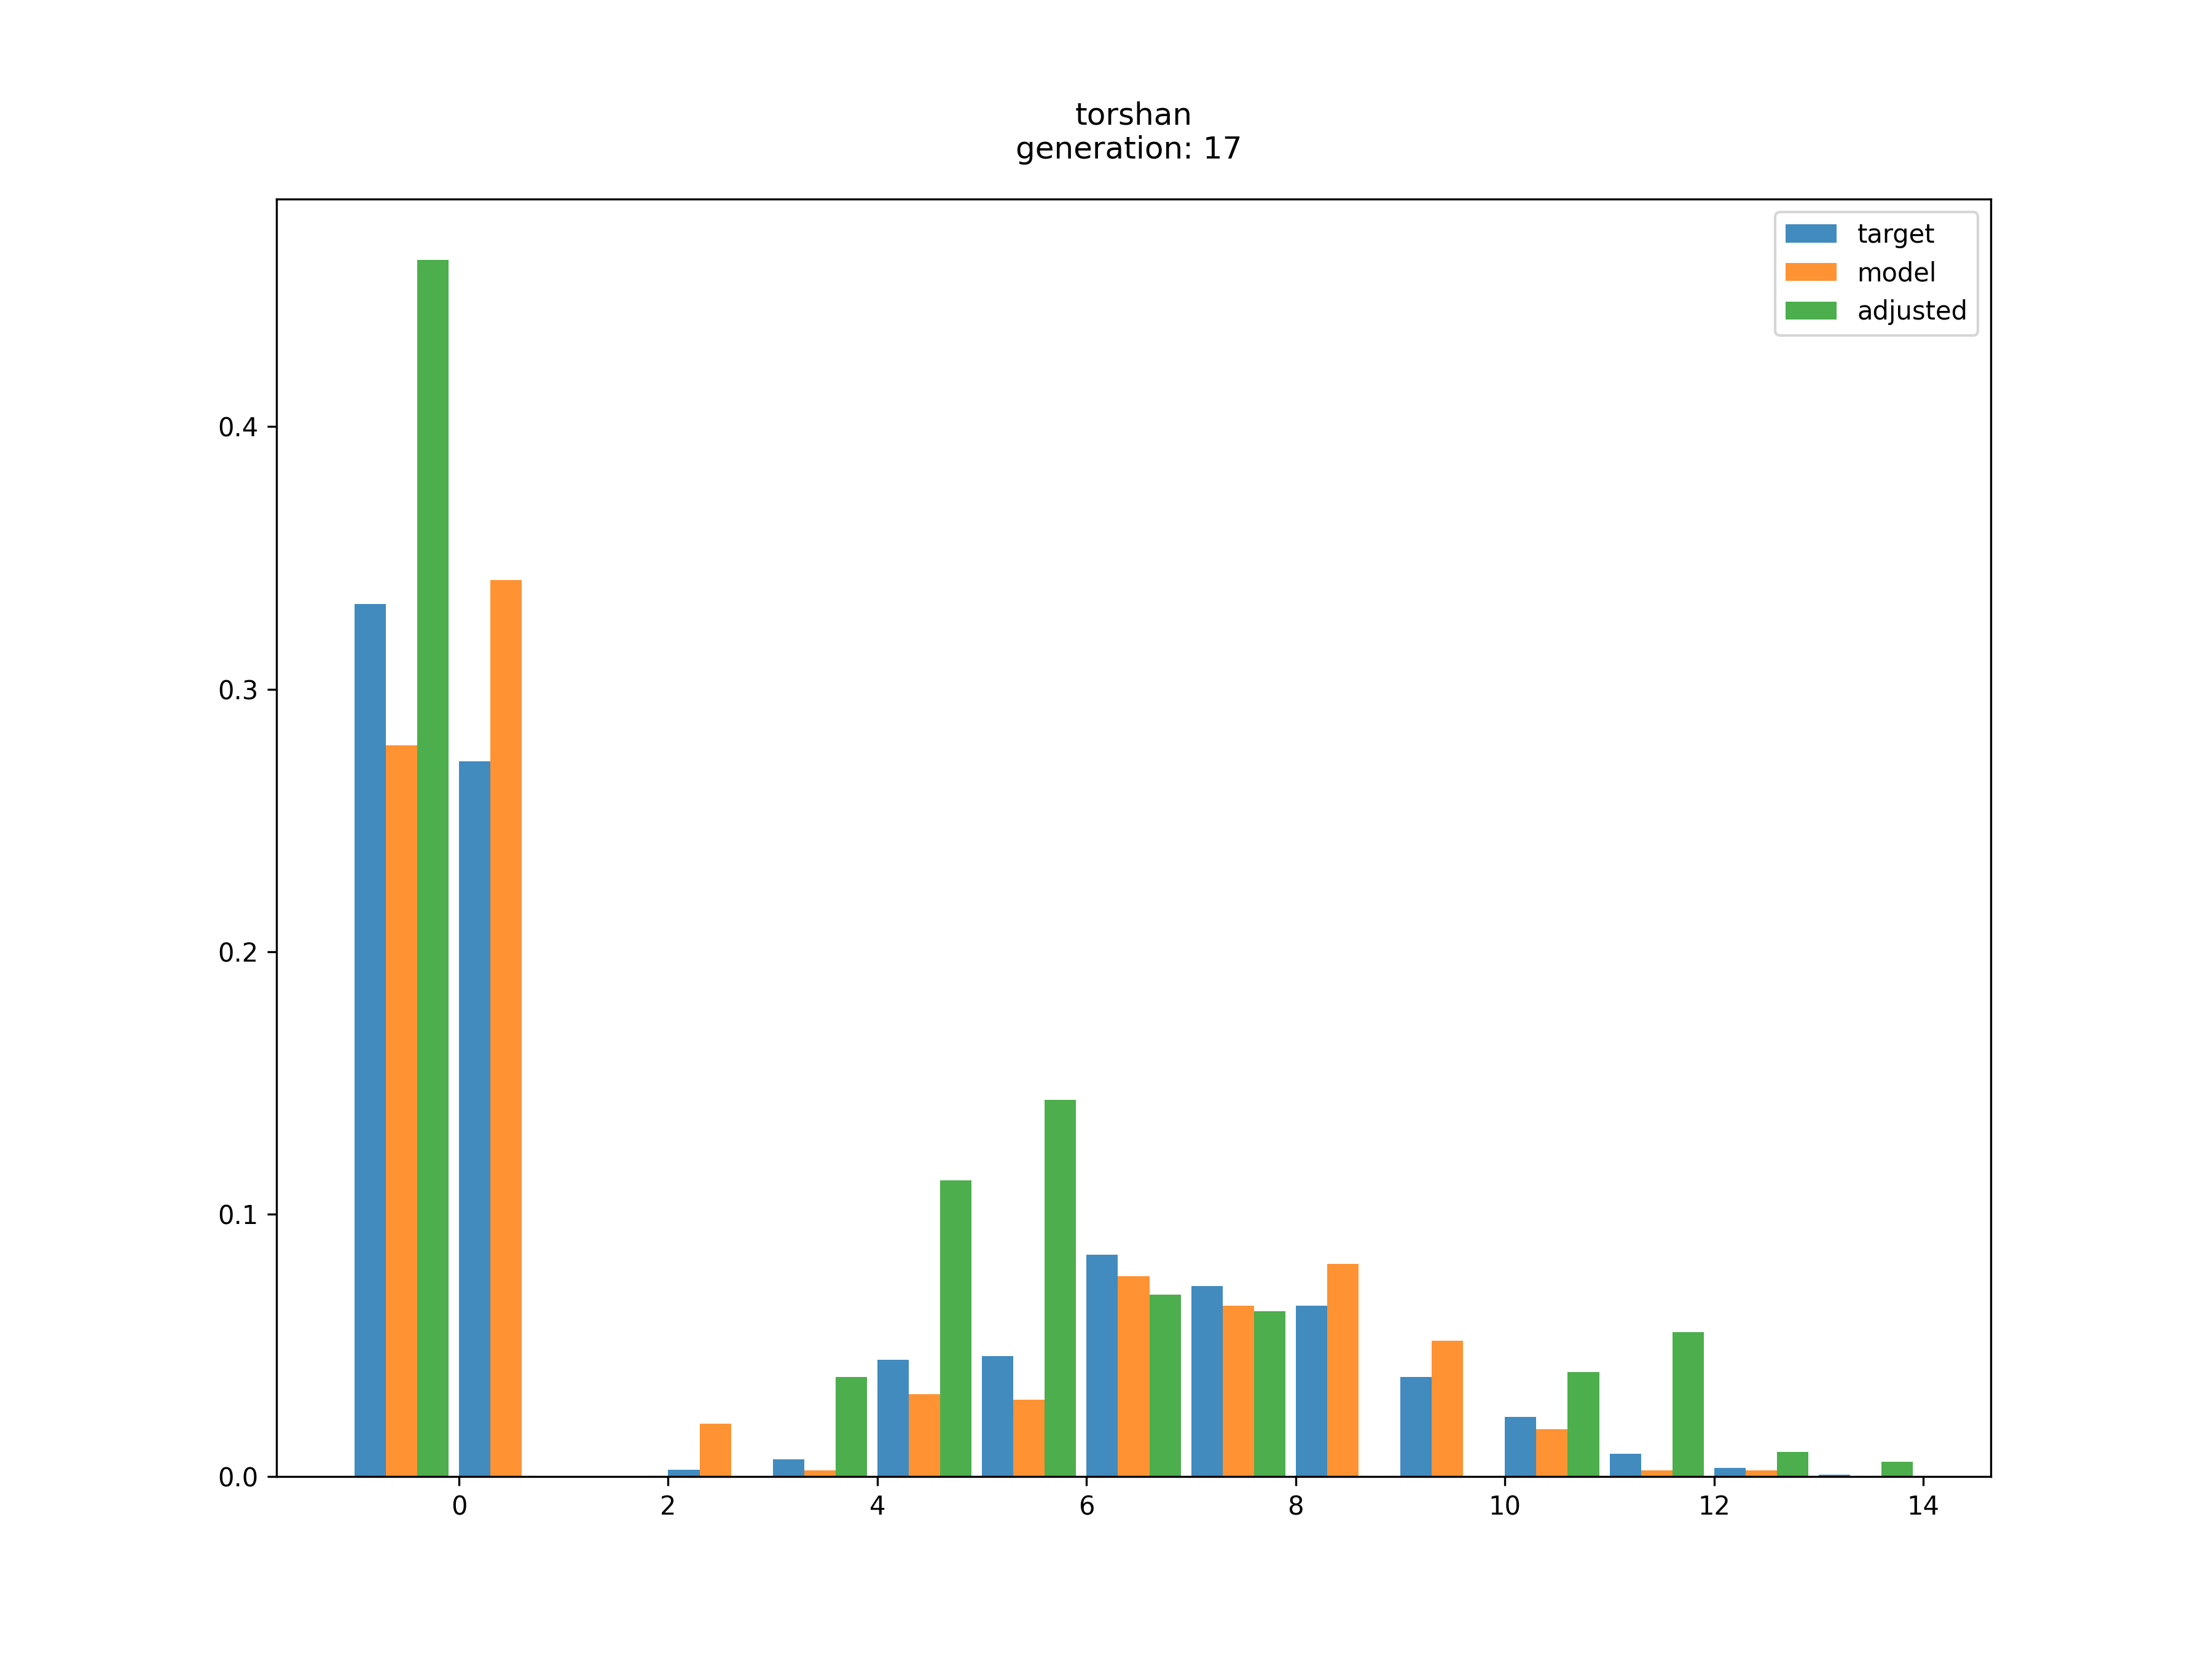 torshan
generation: 17
target
model
adjusted
0.4
0.3
0.2
0.1
0.0
0 2 4 6 8 10 12 14